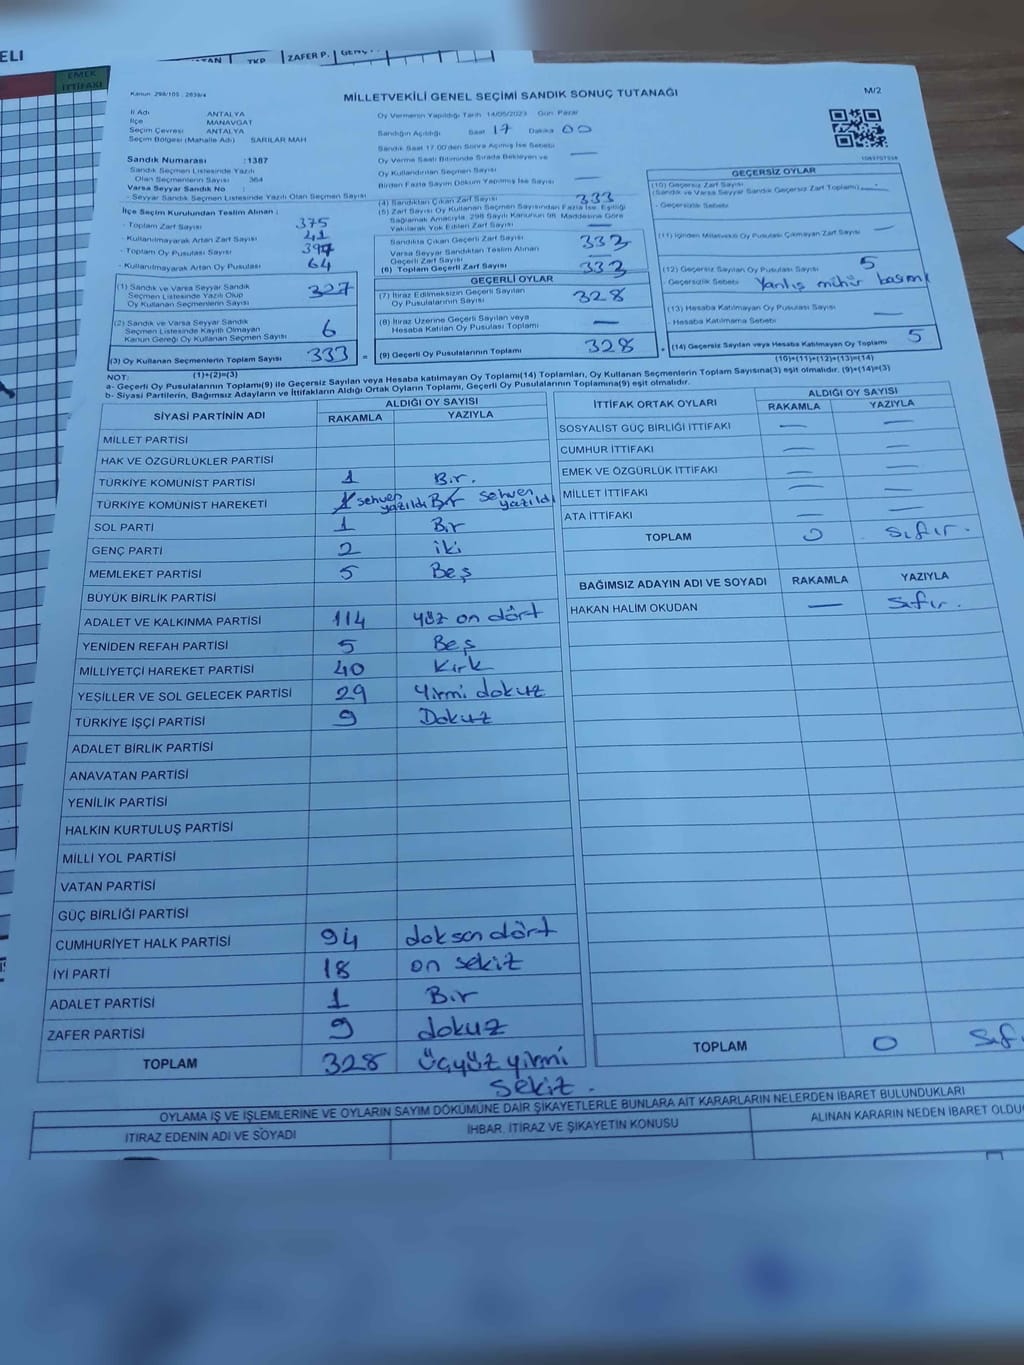 ELI
TKP ZAFER P.
EMEK
İTTİFAKI
Kanun 298/105 , 2839/4
MİLLETVEKİLİ GENEL SEÇİMİ SANDIK SONUÇ TUTANAĞI
M/2
İl Adı ANTALYA
İlçe MANAVGAT
Seçim Çevresi ANTALYA
Seçim Bölgesi (Mahalle Adı) SARILAR MAH
Sandık Numarası : 1387
Sandık Seçmen Listesinde Yazılı
Olan Seçmenlerin Sayısı 364
Varsa Seyyar Sandık No :
- Seyyar Sandık Seçmen Listesinde Yazılı Olan Seçmen Sayısı
İlçe Seçim Kurulundan Teslim Alınan ;
- Toplam Zarf Sayısı 375
- Kullanılmayarak Artan Zarf Sayısı 41
- Toplam Oy Pusulası Sayısı
- Kullanılmayarak Artan Oy Pusulası 64
(1) Sandık ve Varsa Seyyar Sandık
Seçmen Listesinde Yazılı Olup
Oy Kullanan Seçmenlerin Sayısı 327
(2) Sandık ve Varsa Seyyar Sandık
Seçmen Listesinde Kayıtlı Olmayan
Kanun Gereği Oy Kullanan Seçmen Sayısı 6
(3) Oy Kullanan Seçmenlerin Toplam Sayısı 333 =
Oy Vermenin Yapıldığı Tarih 14/05/2023 Gün Pazar
Sandığın Açıldığı Saat 17 Dakika 00
Sandık Saat 17.00'den Sonra Açılmış İse Sebebi
Oy Verme Saati Bitiminde Sırada Bekleyen ve
Oy Kullandırılan Seçmen Sayısı —
Birden Fazla Sayım Döküm Yapılmış İse Sayısı —
(4) Sandıktan Çıkan Zarf Sayısı 333
(5) Zarf Sayısı Oy Kullanan Seçmen Sayısından Fazla İse, Eşitliği
Sağlamak Amacıyla, 298 Sayılı Kanunun 98. Maddesine Göre
Yakılarak Yok Edilen Zarf Sayısı —
Sandıkta Çıkan Geçerli Zarf Sayısı 333
Varsa Seyyar Sandıktan Teslim Alınan
Geçerli Zarf Sayısı —
(6) Toplam Geçerli Zarf Sayısı 333
GEÇERLİ OYLAR
(7) İtiraz Edilmeksizin Geçerli Sayılan
Oy Pusulalarının Sayısı 328
(8) İtiraz Üzerine Geçerli Sayılan veya
Hesaba Katılan Oy Pusulası Toplamı —
(9) Geçerli Oy Pusulalarının Toplamı 328 +
GEÇERSİZ OYLAR
(10) Geçersiz Zarf Sayısı
(Sandık ve Varsa Seyyar Sandık Geçersiz Zarf Toplamı) —
- Geçersizlik Sebebi
(11) İçinden Milletvekili Oy Pusulası Çıkmayan Zarf Sayısı —
(12) Geçersiz Sayılan Oy Pusulası Sayısı 5
- Geçersizlik Sebebi Yanlış mühür basımı
(13) Hesaba Katılmayan Oy Pusulası Sayısı —
- Hesaba Katılmama Sebebi
(14) Geçersiz Sayılan veya Hesaba Katılmayan Oy Toplamı 5
NOT: (1)+(2)=(3)
(10)+(11)+(12)+(13)=(14)
a- Geçerli Oy Pusulalarının Toplamı(9) ile Geçersiz Sayılan veya Hesaba katılmayan Oy Toplamı(14) Toplamları, Oy Kullanan Seçmenlerin Toplam Sayısına(3) eşit olmalıdır. (9)+(14)=(3)
b- Siyasi Partilerin, Bağımsız Adayların ve İttifakların Aldığı Ortak Oyların Toplamı, Geçerli Oy Pusulalarının Toplamına(9) eşit olmalıdır.
SİYASİ PARTİNİN ADI ALDIĞI OY SAYISI
RAKAMLA YAZIYLA
MİLLET PARTİSİ
HAK VE ÖZGÜRLÜKLER PARTİSİ
TÜRKİYE KOMÜNİST PARTİSİ 1 Bir.
TÜRKİYE KOMÜNİST HAREKETİ 1 sehven yazıldı Bir sehven yazıldı
SOL PARTİ 1 Bir
GENÇ PARTİ 2 iki
MEMLEKET PARTİSİ 5 Beş
BÜYÜK BİRLİK PARTİSİ
ADALET VE KALKINMA PARTİSİ 114 yüz on dört
YENİDEN REFAH PARTİSİ 5 Beş
MİLLİYETÇİ HAREKET PARTİSİ 40 Kırk
YEŞİLLER VE SOL GELECEK PARTİSİ 29 Yirmi dokuz
TÜRKİYE İŞÇİ PARTİSİ 9 Dokuz
ADALET BİRLİK PARTİSİ
ANAVATAN PARTİSİ
YENİLİK PARTİSİ
HALKIN KURTULUŞ PARTİSİ
MİLLİ YOL PARTİSİ
VATAN PARTİSİ
GÜÇ BİRLİĞİ PARTİSİ
CUMHURİYET HALK PARTİSİ 94 doksan dört
İYİ PARTİ 18 on sekiz
ADALET PARTİSİ 1 Bir
ZAFER PARTİSİ 9 dokuz
TOPLAM 328 üçyüz yirmi
sekiz.
İTTİFAK ORTAK OYLARI ALDIĞI OY SAYISI
RAKAMLA YAZIYLA
SOSYALİST GÜÇ BİRLİĞİ İTTİFAKI — —
CUMHUR İTTİFAKI — —
EMEK VE ÖZGÜRLÜK İTTİFAKI — —
MİLLET İTTİFAKI — —
ATA İTTİFAKI — —
TOPLAM 0 sıfır.
BAĞIMSIZ ADAYIN ADI VE SOYADI RAKAMLA YAZIYLA
HAKAN HALİM OKUDAN — Sıfır.
TOPLAM 0 Sıf
OYLAMA İŞ VE İŞLEMLERİNE VE OYLARIN SAYIM DÖKÜMÜNE DAİR ŞİKAYETLERLE BUNLARA AİT KARARLARIN NELERDEN İBARET BULUNDUKLARI
İTİRAZ EDENİN ADI VE SOYADI İHBAR, İTİRAZ VE ŞİKAYETİN KONUSU ALINAN KARARIN NEDEN İBARET OLDU